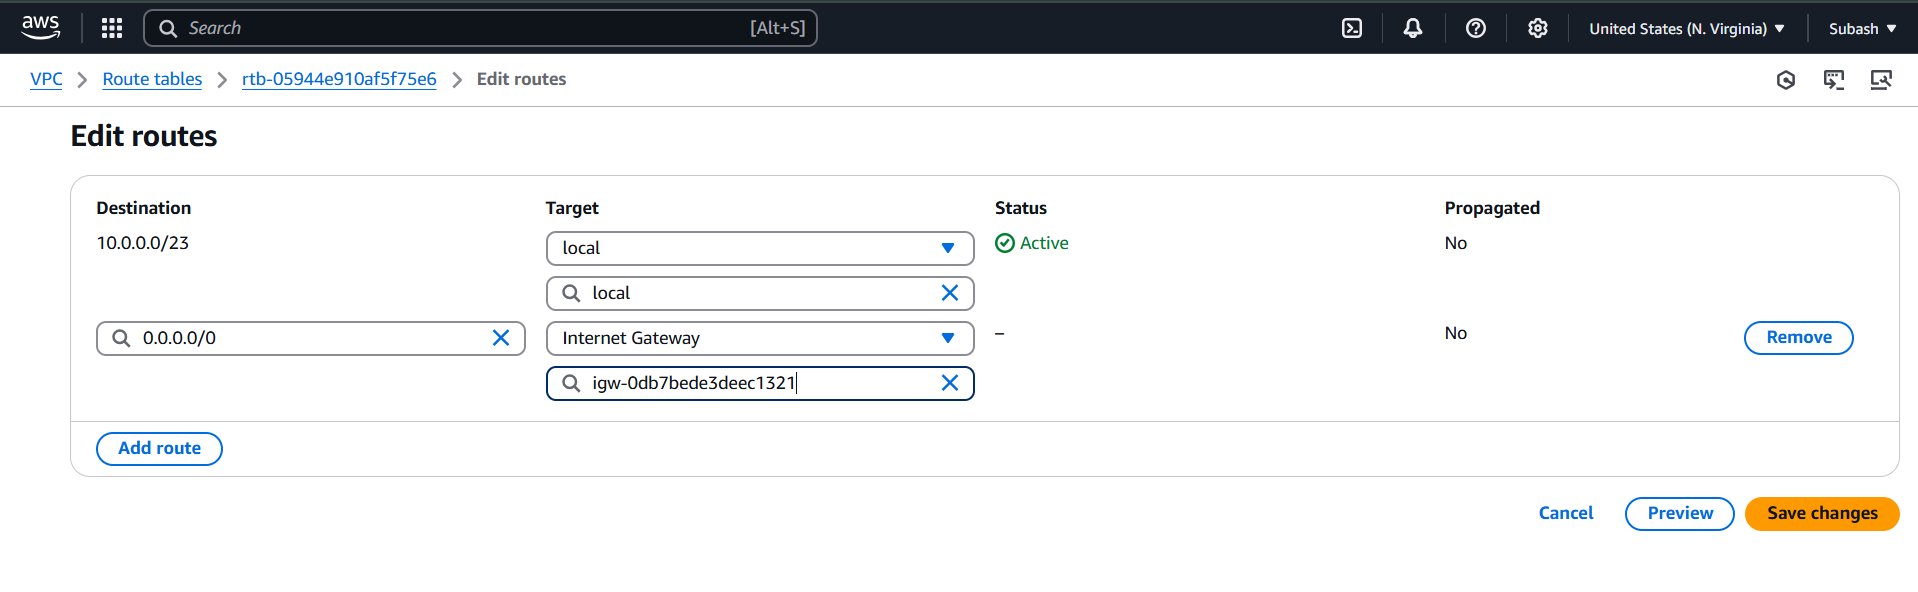 aws Search [Alt+S] United States (N. Virginia) Subash
VPC Route tables rtb-05944e910af5f75e6 Edit routes
Edit routes
Destination Target Status Propagated
10.0.0.0/23 local Active No
local
0.0.0.0/0 Internet Gateway – No Remove
igw-0db7bede3deec1321
Add route
Cancel Preview Save changes